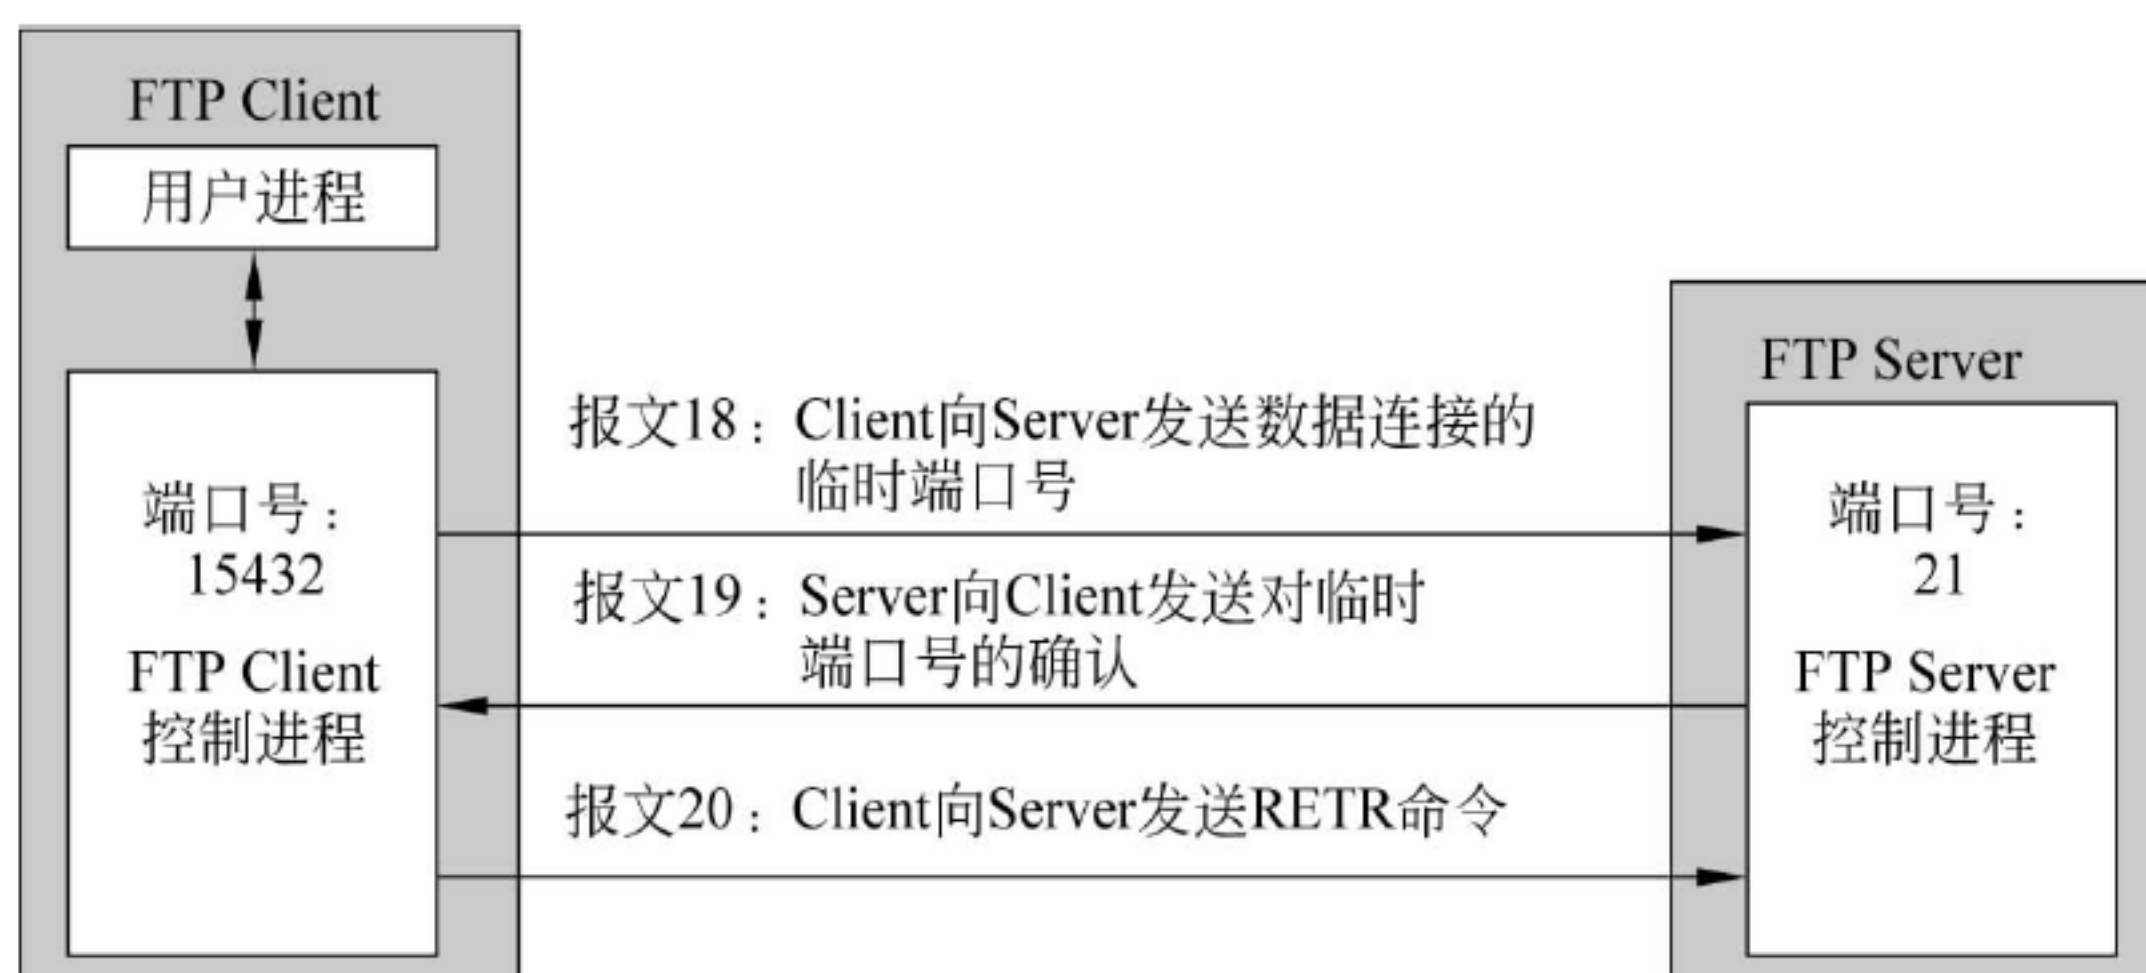 FTP Client
用户进程
端口号：
15432
FTP Client
控制进程
报文18：Client向Server发送数据连接的
临时端口号
报文19：Server向Client发送对临时
端口号的确认
报文20：Client向Server发送RETR命令
FTP Server
端口号：
21
FTP Server
控制进程